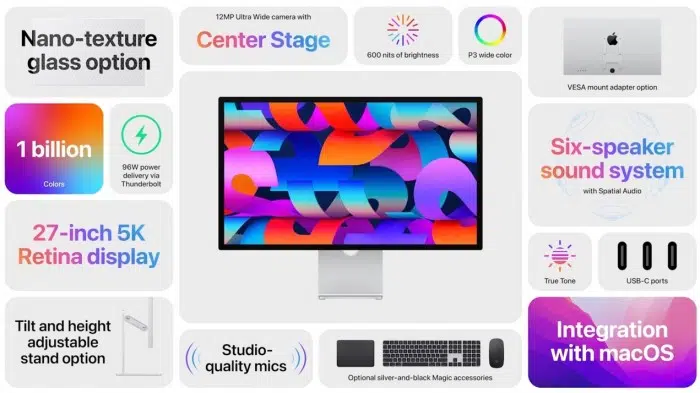 Nano-texture
glass option
12MP Ultra Wide camera with
Center Stage
600 nits of brightness
P3 wide color
VESA mount adapter option
1 billion
Colors
96W power
delivery via
Thunderbolt
Six-speaker
sound system
with Spatial Audio
27-inch 5K
Retina display
True Tone
USB-C ports
Tilt and height
adjustable
stand option
Studio-
quality mics
Optional silver-and-black Magic accessories
Integration
with macOS